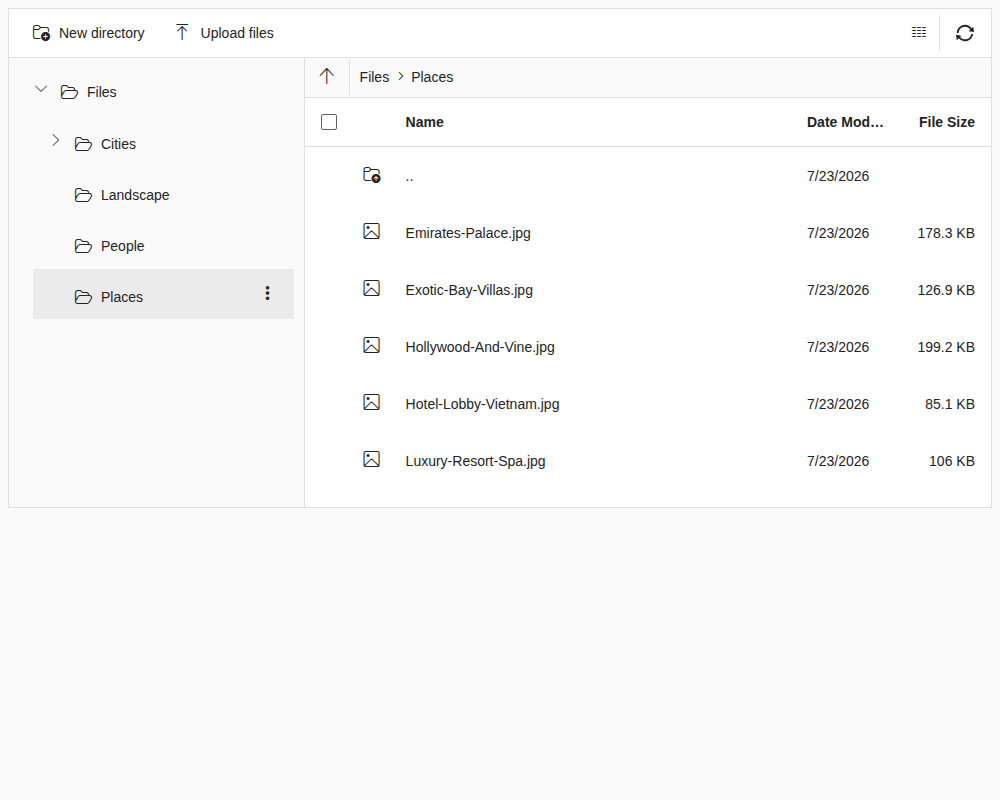 New directory Upload files
Files
Cities
Landscape
People
Places
Files Places
Name Date Mod… File Size
.. 7/23/2026
Emirates-Palace.jpg 7/23/2026 178.3 KB
Exotic-Bay-Villas.jpg 7/23/2026 126.9 KB
Hollywood-And-Vine.jpg 7/23/2026 199.2 KB
Hotel-Lobby-Vietnam.jpg 7/23/2026 85.1 KB
Luxury-Resort-Spa.jpg 7/23/2026 106 KB